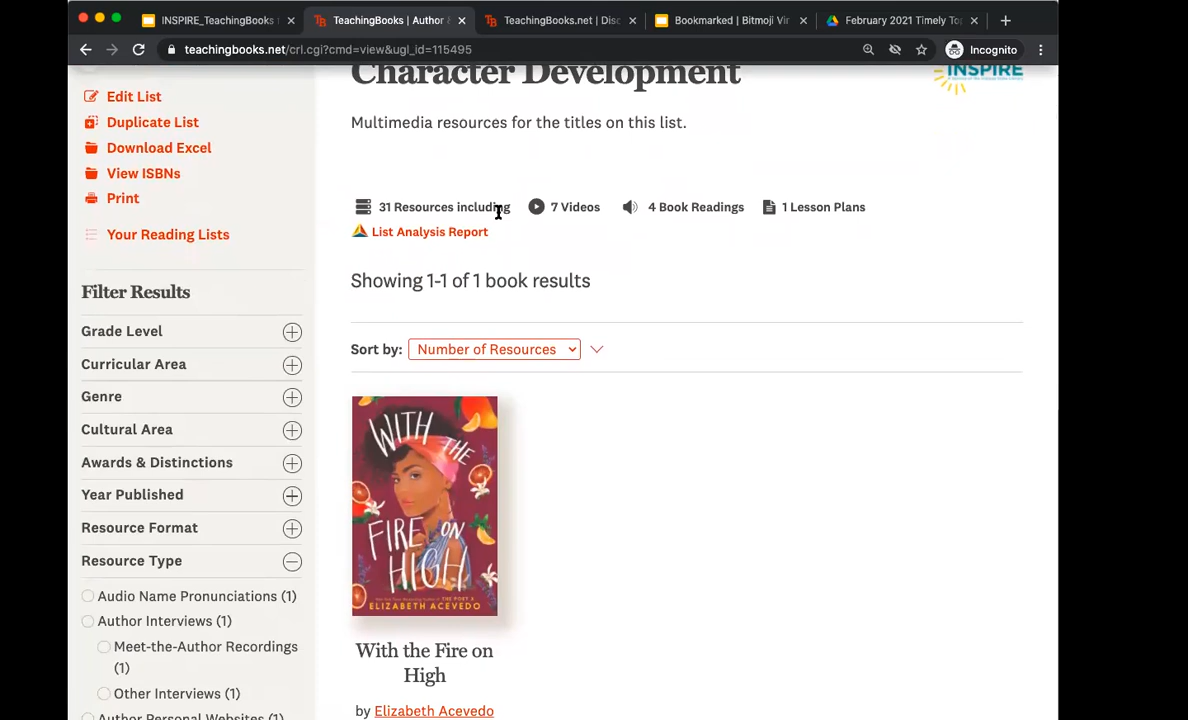 INSPIRE_TeachingBooks
TeachingBooks | Author &
TeachingBooks.net | Disc
Bookmarked | Bitmoji Vir
February 2021 Timely To
teachingbooks.net/crl.cgi?cmd=view&ugl_id=115495
Incognito
Character Development
INSPIRE
Edit List
Duplicate List
Download Excel
View ISBNs
Print
Your Reading Lists
Multimedia resources for the titles on this list.
31 Resources including
7 Videos
4 Book Readings
1 Lesson Plans
List Analysis Report
Showing 1-1 of 1 book results
Filter Results
Grade Level
Curricular Area
Genre
Cultural Area
Awards & Distinctions
Year Published
Resource Format
Resource Type
Audio Name Pronunciations (1)
Author Interviews (1)
Meet-the-Author Recordings
(1)
Other Interviews (1)
Author Personal Websites (1)
Sort by: Number of Resources
WITH THE
FIRE ON
HIGH
ELIZABETH ACEVEDO
With the Fire on
High
by Elizabeth Acevedo